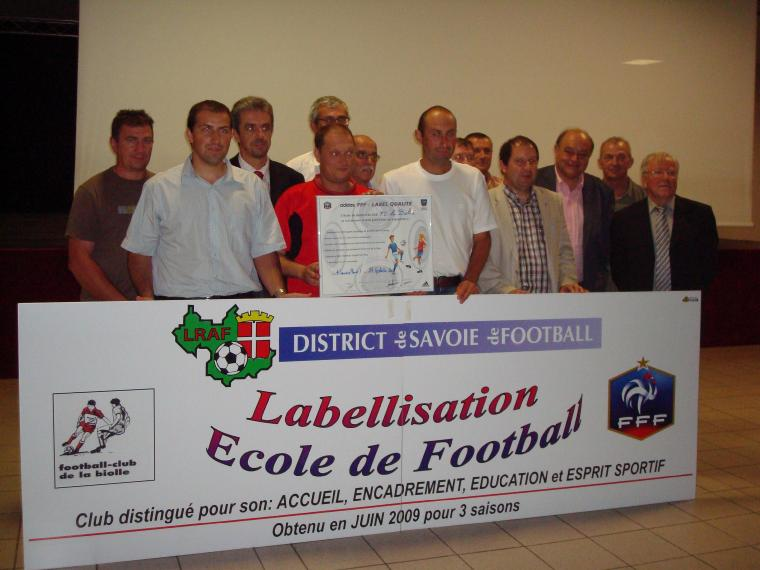 adidas FFF - LABEL QUALITE
LRAF
DISTRICT de SAVOIE de FOOTBALL
Labellisation
Ecole de Football
FFF
football-club
de la biolle
Club distingué pour son: ACCUEIL, ENCADREMENT, EDUCATION et ESPRIT SPORTIF
Obtenu en JUIN 2009 pour 3 saisons